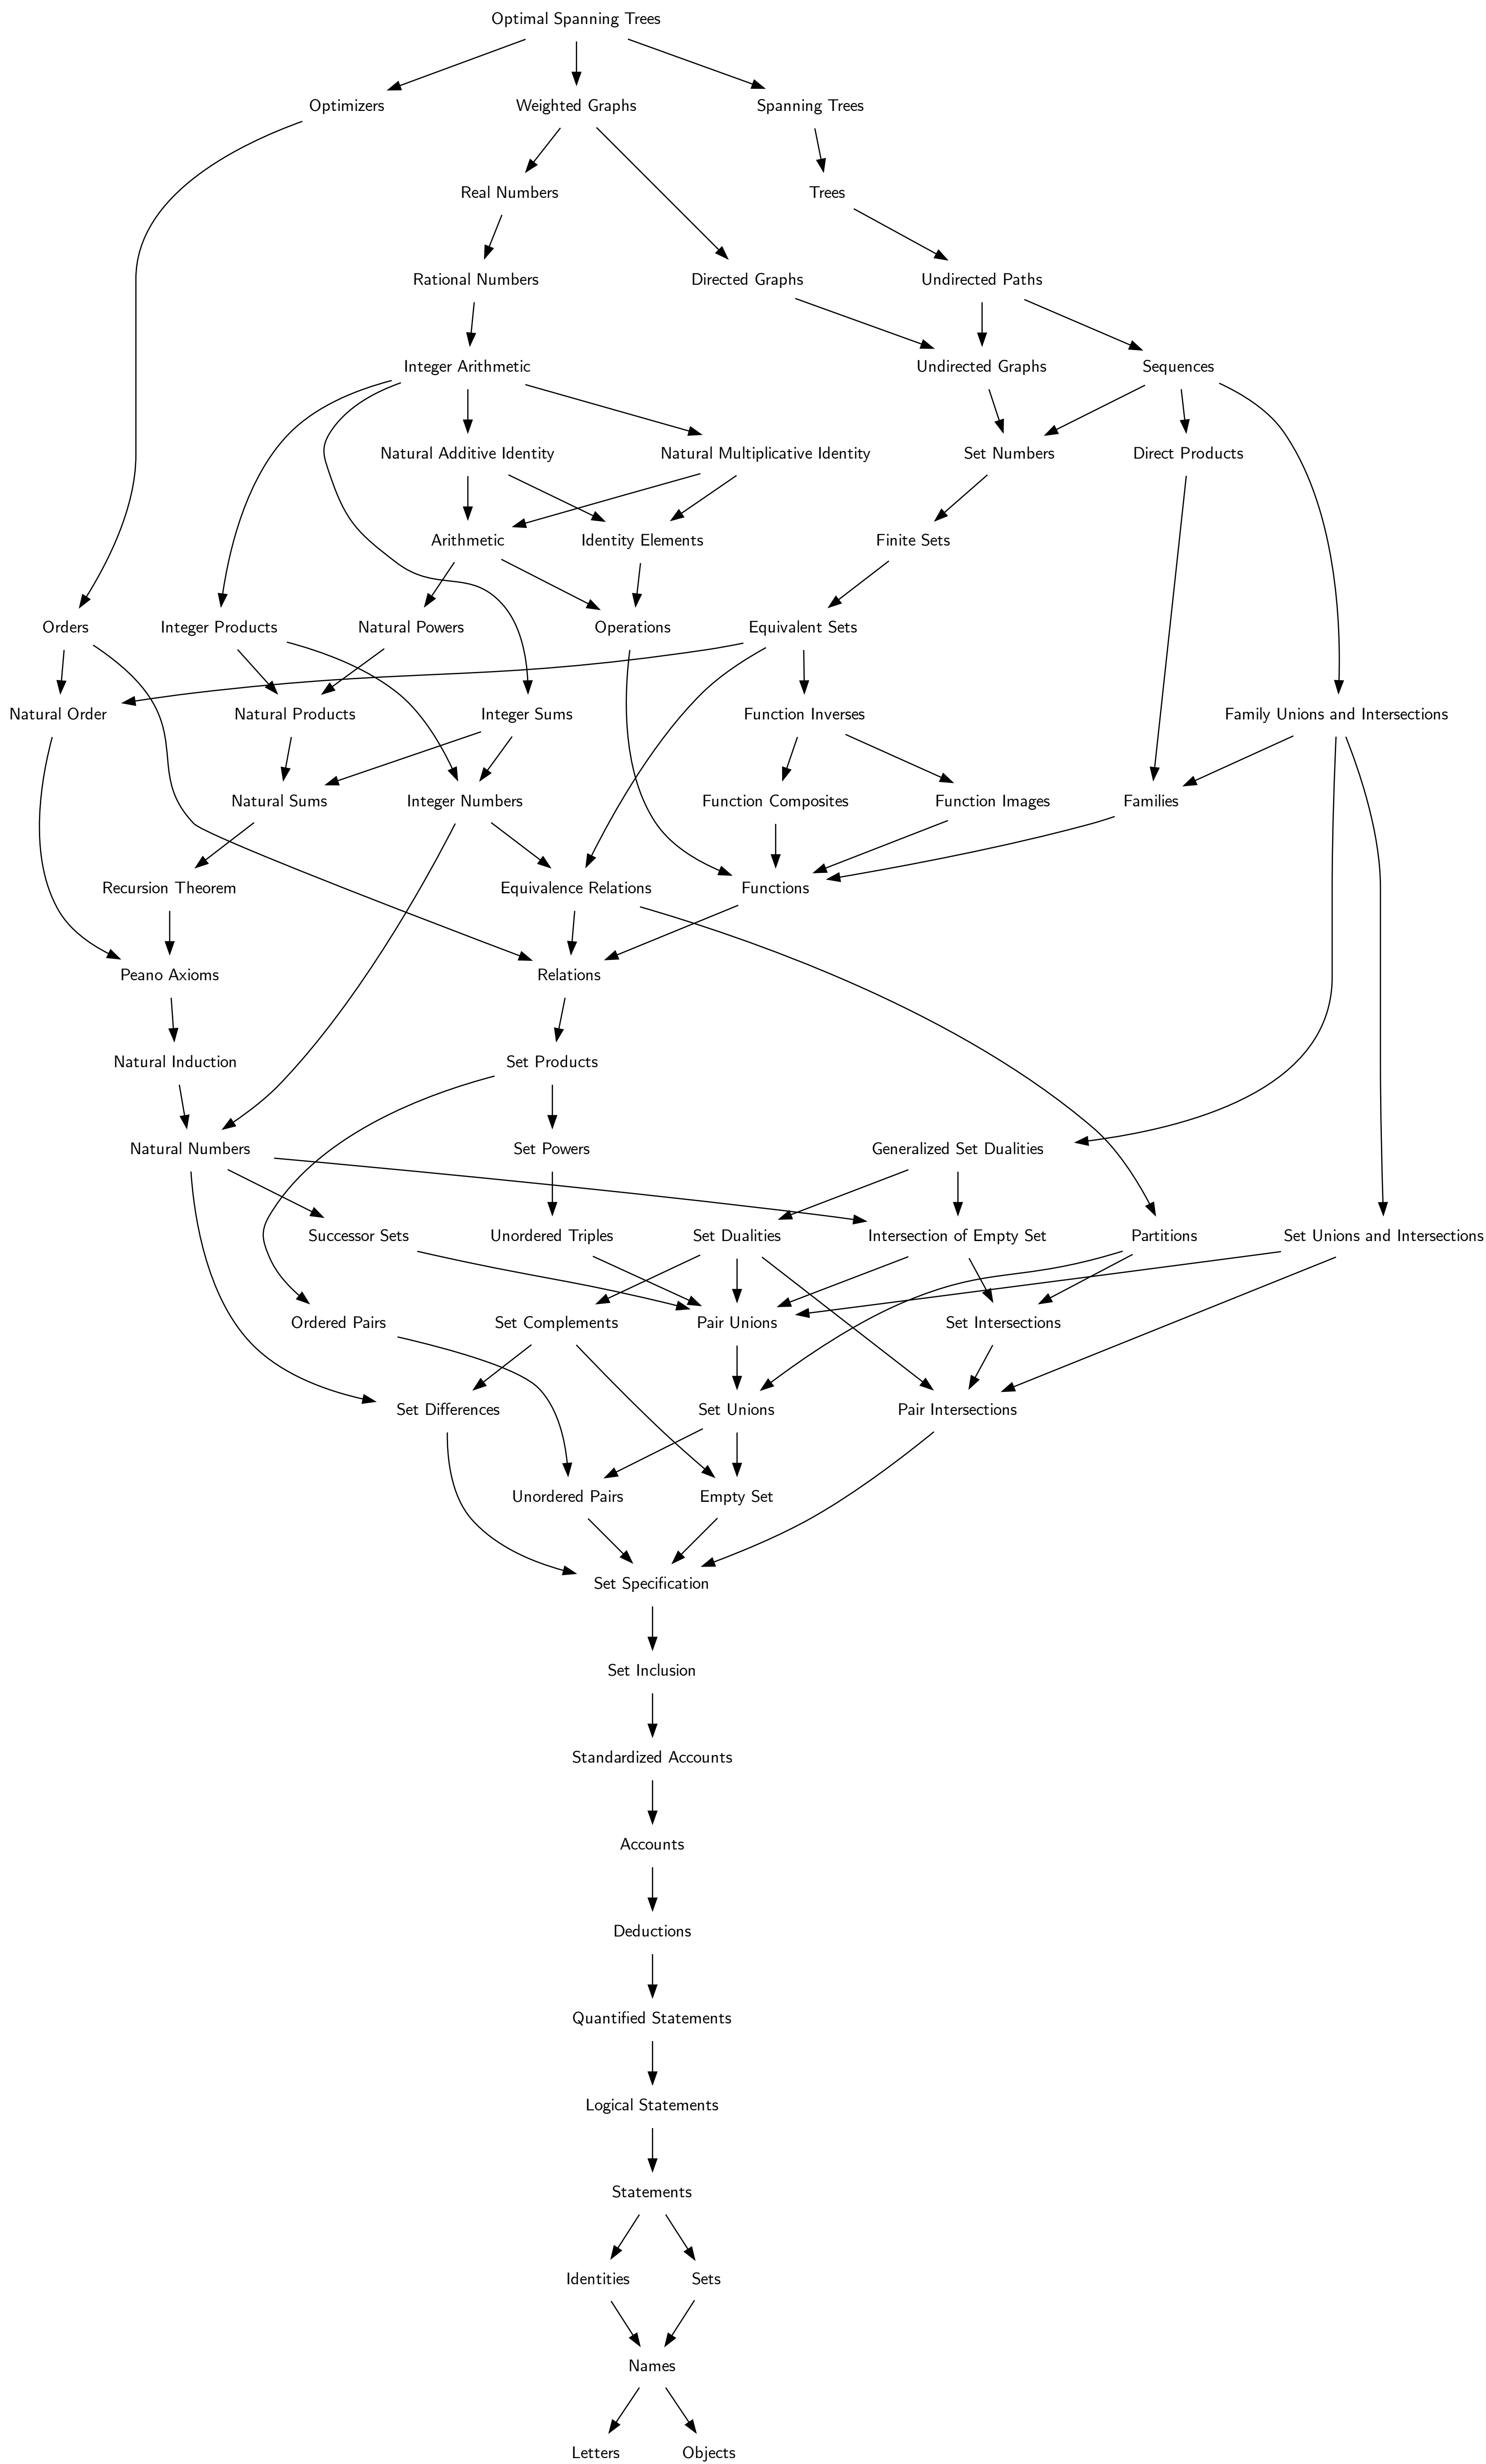 Optimal Spanning Trees
Optimizers
Weighted Graphs
Spanning Trees
Real Numbers
Trees
Rational Numbers
Directed Graphs
Undirected Paths
Integer Arithmetic
Undirected Graphs
Sequences
Natural Additive Identity
Natural Multiplicative Identity
Set Numbers
Direct Products
Arithmetic
Identity Elements
Finite Sets
Orders
Integer Products
Natural Powers
Operations
Equivalent Sets
Natural Order
Natural Products
Integer Sums
Function Inverses
Family Unions and Intersections
Natural Sums
Integer Numbers
Function Composites
Function Images
Families
Recursion Theorem
Equivalence Relations
Functions
Peano Axioms
Relations
Natural Induction
Set Products
Natural Numbers
Set Powers
Generalized Set Dualities
Successor Sets
Unordered Triples
Set Dualities
Intersection of Empty Set
Partitions
Set Unions and Intersections
Ordered Pairs
Set Complements
Pair Unions
Set Intersections
Set Differences
Set Unions
Pair Intersections
Unordered Pairs
Empty Set
Set Specification
Set Inclusion
Standardized Accounts
Accounts
Deductions
Quantified Statements
Logical Statements
Statements
Identities
Sets
Names
Letters
Objects